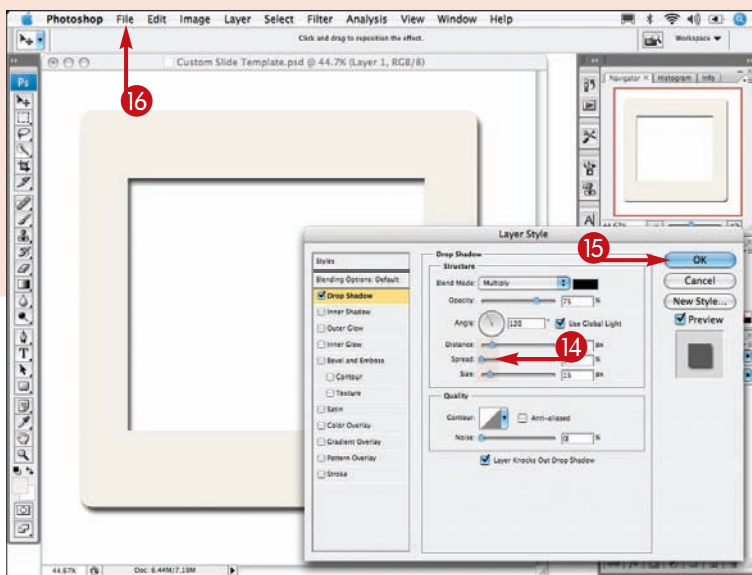 Photoshop File Edit Image Layer Select Filter Analysis View Window Help
Click and drag to reposition the effect.
Workspace
16
Custom Slide Template.psd @ 44.7% (Layer 1, RGB/8)
Ps
Navigator × Histogram Info
Layer Style
15
Styles
Blending Options: Default
Drop Shadow
Inner Shadow
Outer Glow
Inner Glow
Bevel and Emboss
Contour
Texture
Satin
Color Overlay
Gradient Overlay
Pattern Overlay
Stroke
Drop Shadow
Structure
Blend Mode: Multiply
Opacity: 75 %
Angle: 120 ° Use Global Light
Distance: px
Spread: %
14
Size: 15 px
Quality
Contour: Anti-aliased
Noise: 0 %
Layer Knocks Out Drop Shadow
OK
Cancel
New Style...
Preview
44.67% Doc: 6.44M/7.19M